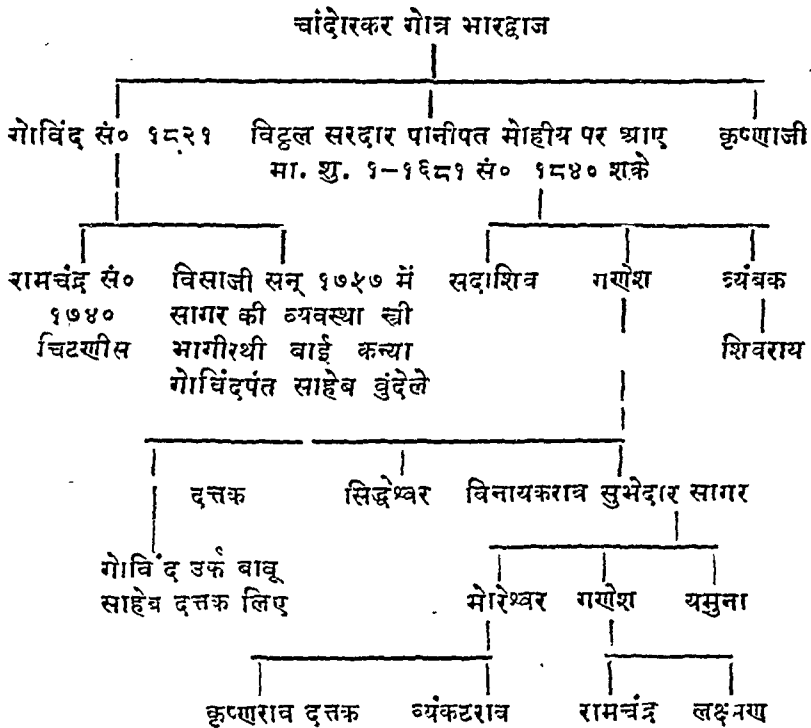 चांदोरकर गोत्र भारद्वाज
गोविंद सं० १८२१ विट्ठल सरदार पानीपत मोहीय पर आए कृष्णाजी
मा. शु. १-१६८१ सं० १८४० शके
रामचंद्र सं० विसाजी सन् १७५७ में सदाशिव गणेश त्र्यंबक
१७४० सागर की व्यवस्था स्त्री
चिटणीस भागीरथी बाई कन्या शिवराय
गोविंदपंत साहेब बुंदेले
दत्तक सिद्धेश्वर विनायकराव सुभेदार सागर
गोविंद उर्फ बाबू
साहेब दत्तक लिए मोरेश्वर गणेश यमुना
कृष्णराव दत्तक व्यंकटराव रामचंद्र लक्षमण